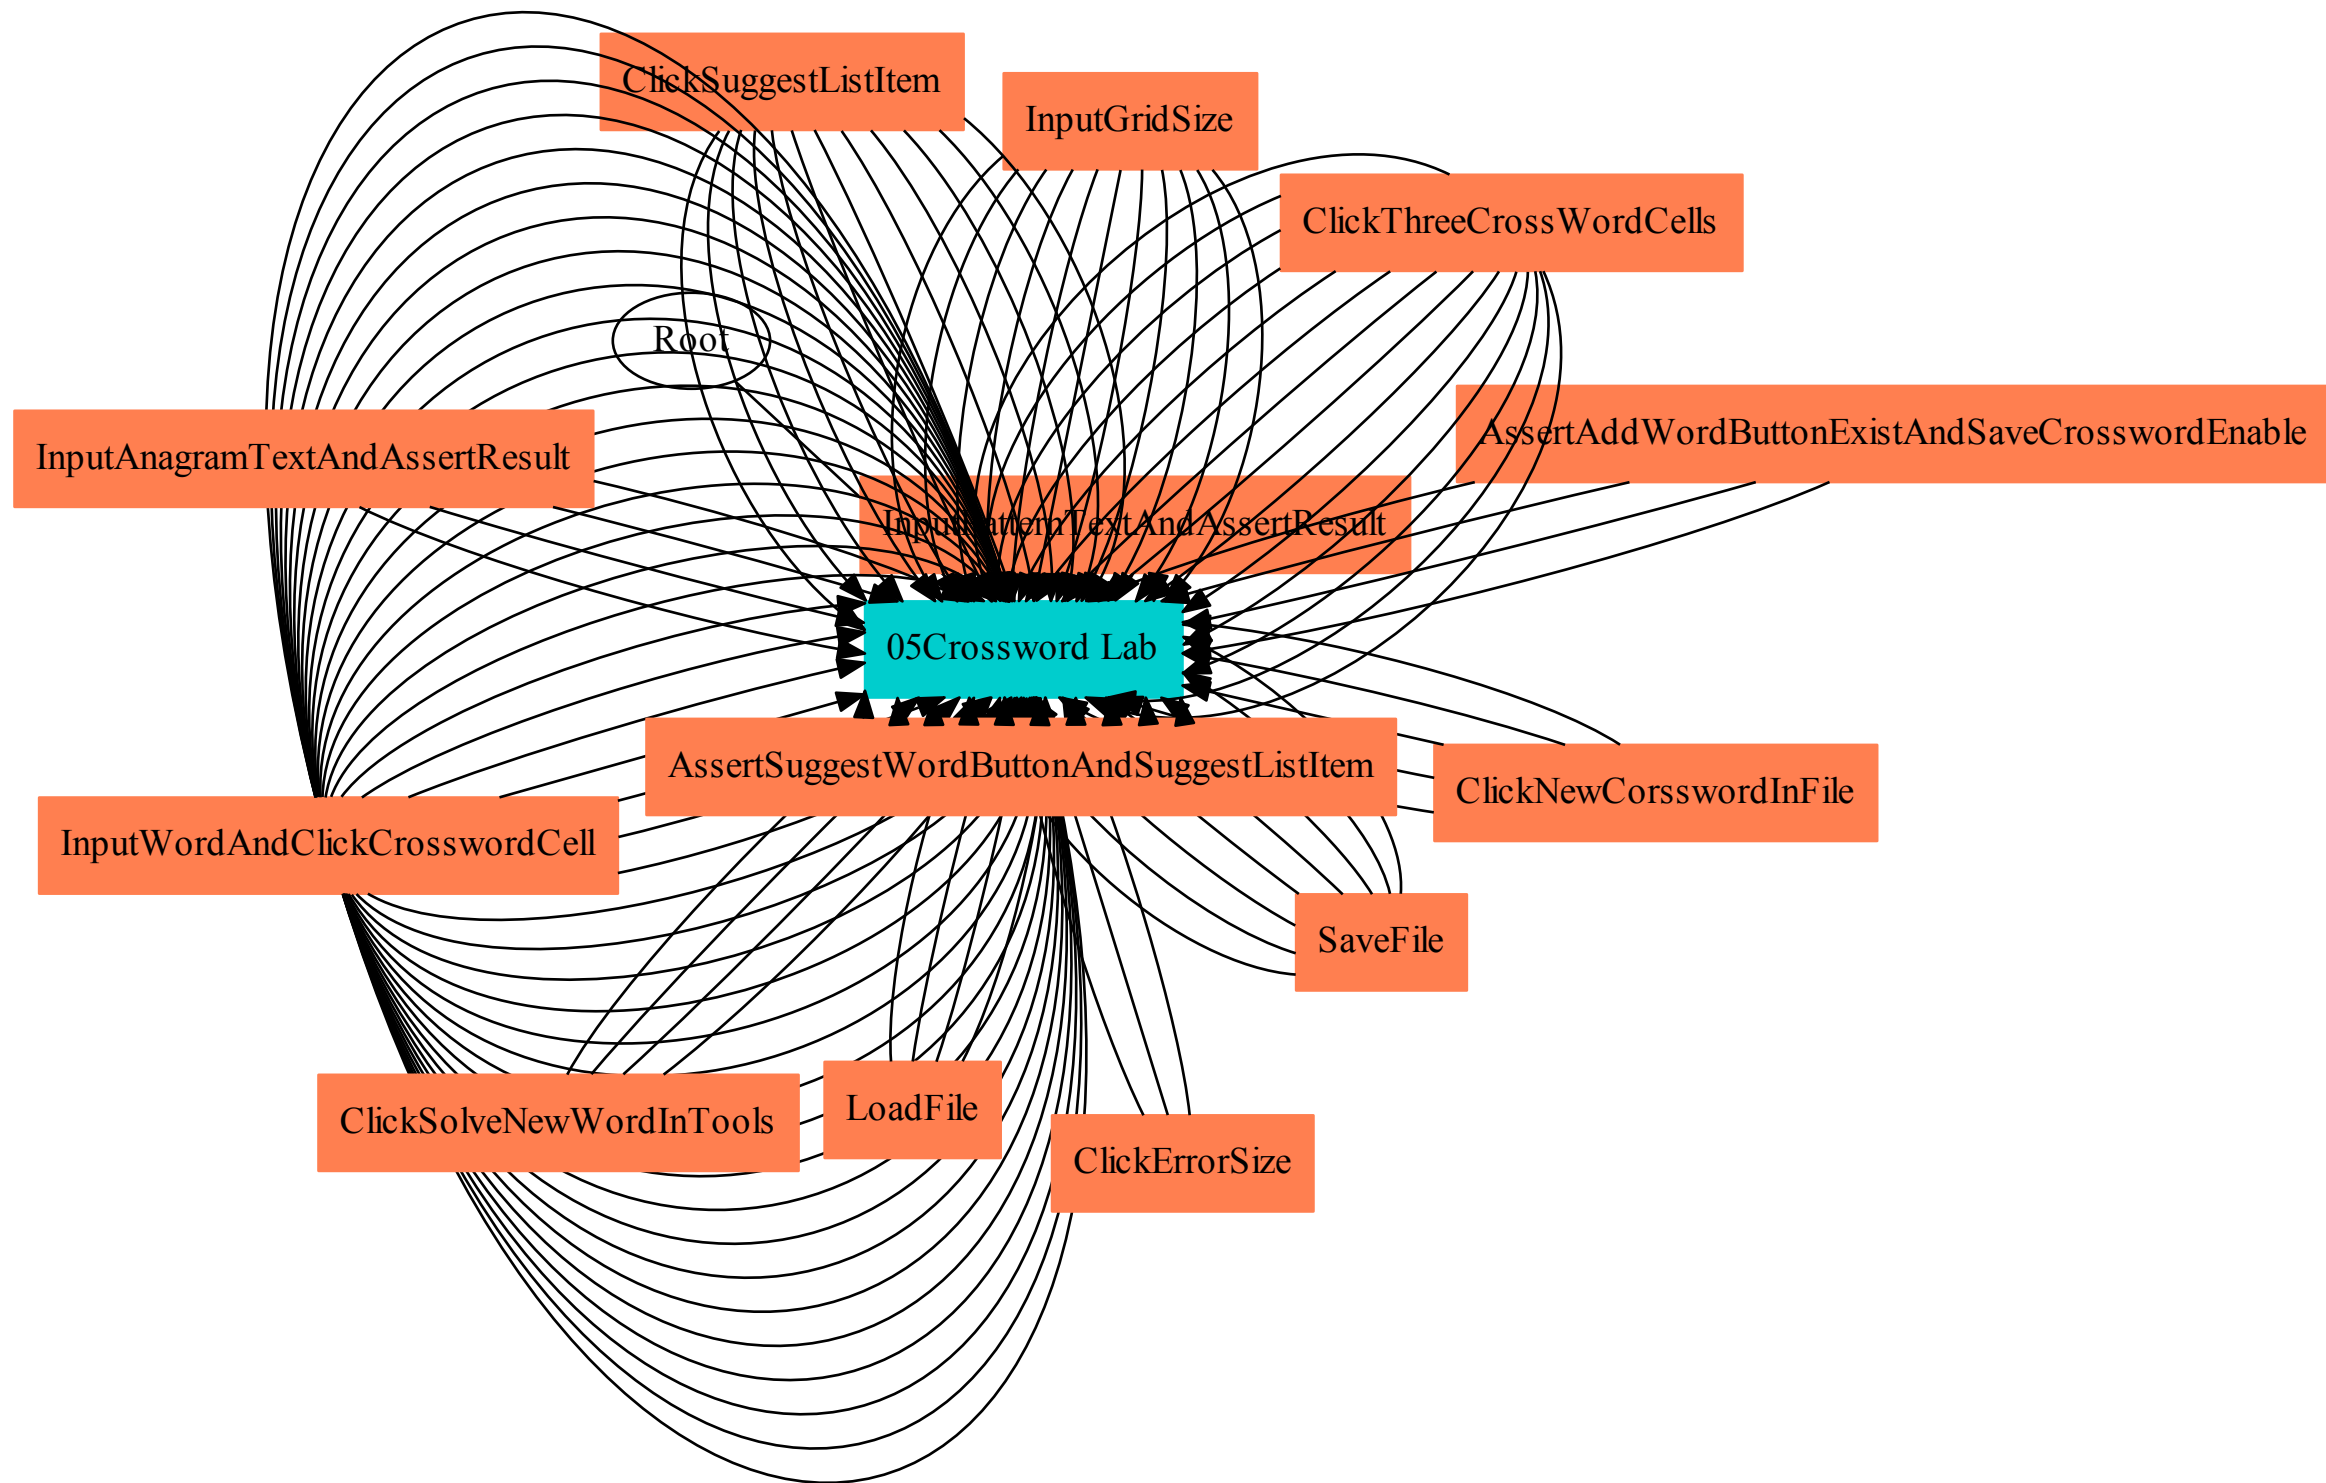 ClickSuggestListItem
InputGridSize
ClickThreeCrossWordCells
Root
AssertAddWordButtonExistAndSaveCrosswordEnable
InputAnagramTextAndAssertResult
InputPatternTextAndAssertResult
05Crossword Lab
AssertSuggestWordButtonAndSuggestListItem
ClickNewCorsswordInFile
InputWordAndClickCrosswordCell
SaveFile
LoadFile
ClickSolveNewWordInTools
ClickErrorSize